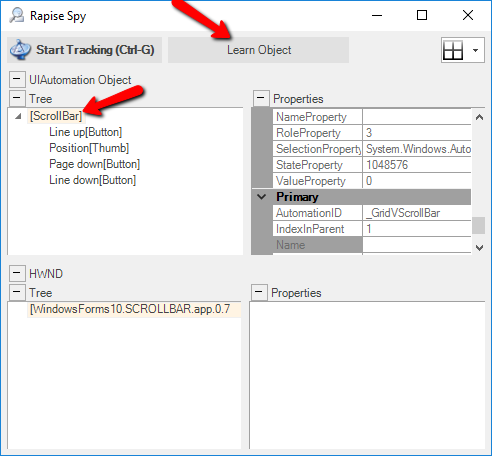 Rapise Spy
Start Tracking (Ctrl-G)
Learn Object
UIAutomation Object
Tree
[ScrollBar]
Line up[Button]
Position[Thumb]
Page down[Button]
Line down[Button]
Properties
NameProperty
RoleProperty 3
SelectionProperty System.Windows.Auto
StateProperty 1048576
ValueProperty 0
Primary
AutomationID _GridVScrollBar
IndexInParent 1
Name
HWND
Tree
[WindowsForms10.SCROLLBAR.app.0.7
Properties